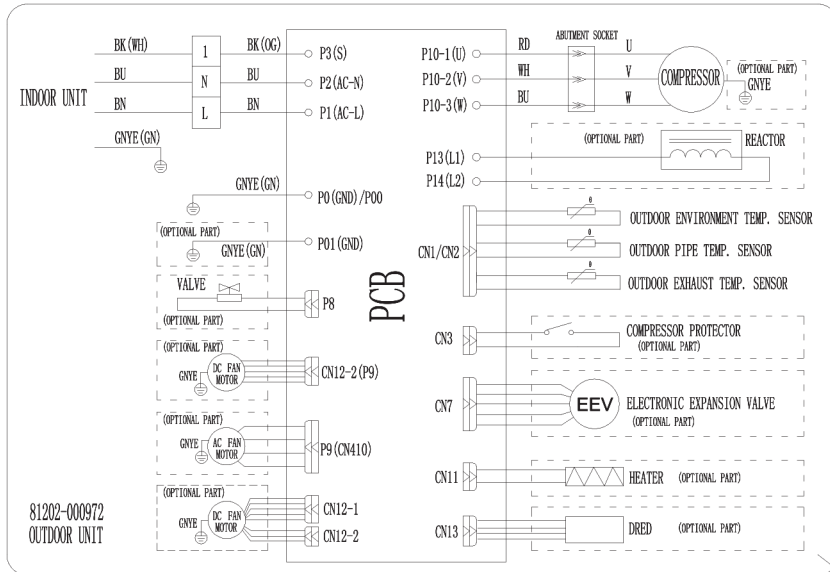 INDOOR UNIT
BK(WH) 1 BK(OG) P3(S)
BU N BU P2(AC-N)
BN L BN P1(AC-L)
GNYE(GN)
GNYE(GN) P0(GND)/P00
(OPTIONAL PART)
GNYE(GN) P01(GND)
VALVE
P8
(OPTIONAL PART)
(OPTIONAL PART)
GNYE DC FAN MOTOR CN12-2(P9)
(OPTIONAL PART)
GNYE AC FAN MOTOR P9(CN410)
(OPTIONAL PART)
GNYE DC FAN MOTOR CN12-1
CN12-2
81202-000972
OUTDOOR UNIT
PCB
ABUTMENT SOCKET
P10-1(U) RD U
P10-2(V) WH V
P10-3(W) BU W
COMPRESSOR
(OPTIONAL PART)
GNYE
(OPTIONAL PART) REACTOR
P13(L1)
P14(L2)
CN1/CN2
θ
OUTDOOR ENVIRONMENT TEMP. SENSOR
θ
OUTDOOR PIPE TEMP. SENSOR
θ
OUTDOOR EXHAUST TEMP. SENSOR
CN3 COMPRESSOR PROTECTOR
(OPTIONAL PART)
CN7 EEV ELECTRONIC EXPANSION VALVE
(OPTIONAL PART)
CN11 HEATER (OPTIONAL PART)
CN13 DRED (OPTIONAL PART)